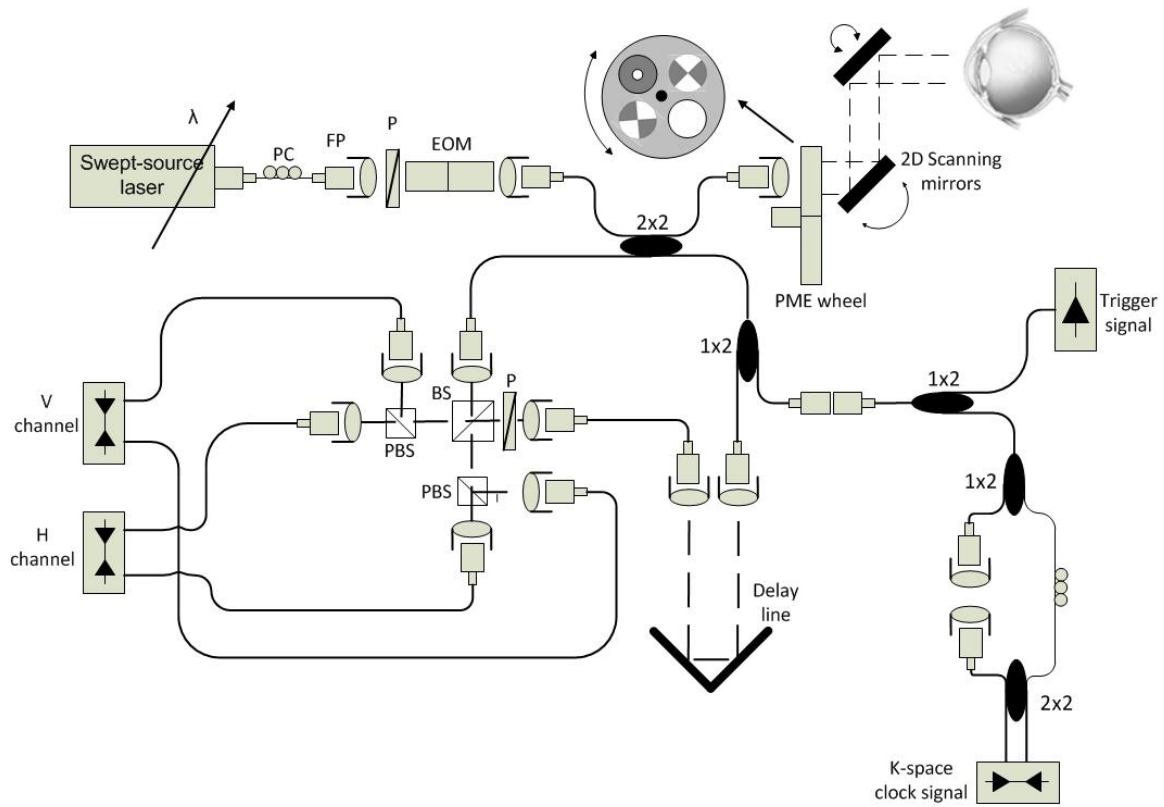 λ
P
EOM
FP
PC
Swept-source
laser
2D Scanning
mirrors
2x2
PME wheel
Trigger
signal
1x2
1x2
BS
P
V
channel
PBS
PBS
1x2
H
channel
Delay
line
2x2
K-space
clock signal